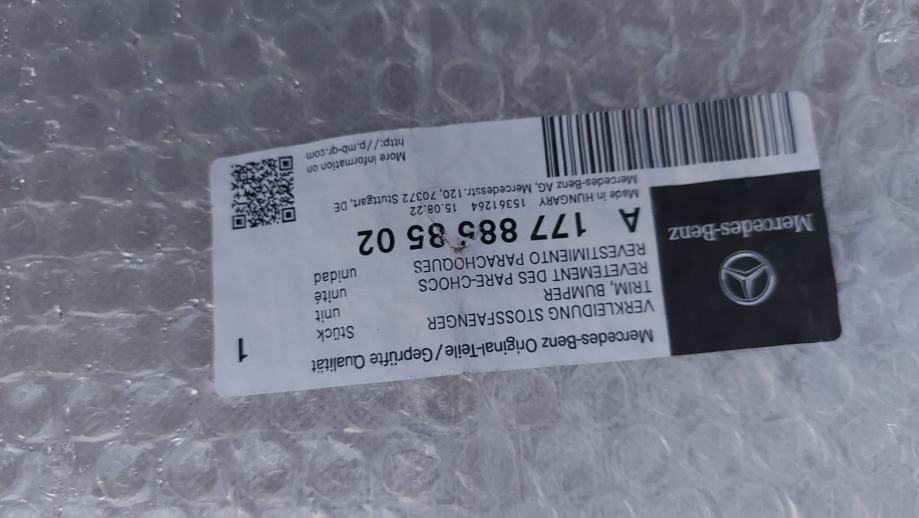 Mercedes-Benz
Mercedes-Benz Original-Teile/Geprüfte Qualität
VERKLEIDUNG STOSSFAENGER
TRIM, BUMPER
REVETEMENT DES PARE-CHOCS
REVESTIMIENTO PARACHOQUES
Stück
unit
unité
unidad
1
A 177 885 85 02
Made in HUNGARY 15361264 15.08.22
Mercedes-Benz AG, Mercedesstr.120, 70372 Stuttgart, DE
More information on
http://p.mb-qr.com